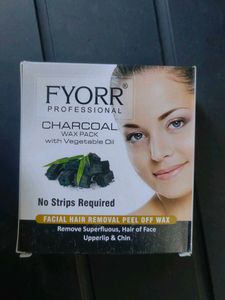 FYORR®
PROFESSIONAL
CHARCOAL
WAX PACK
with Vegetable Oil
No Strips Required
FACIAL HAIR REMOVAL PEEL OFF WAX
Remove Superfluous, Hair of Face
Upperlip & Chin